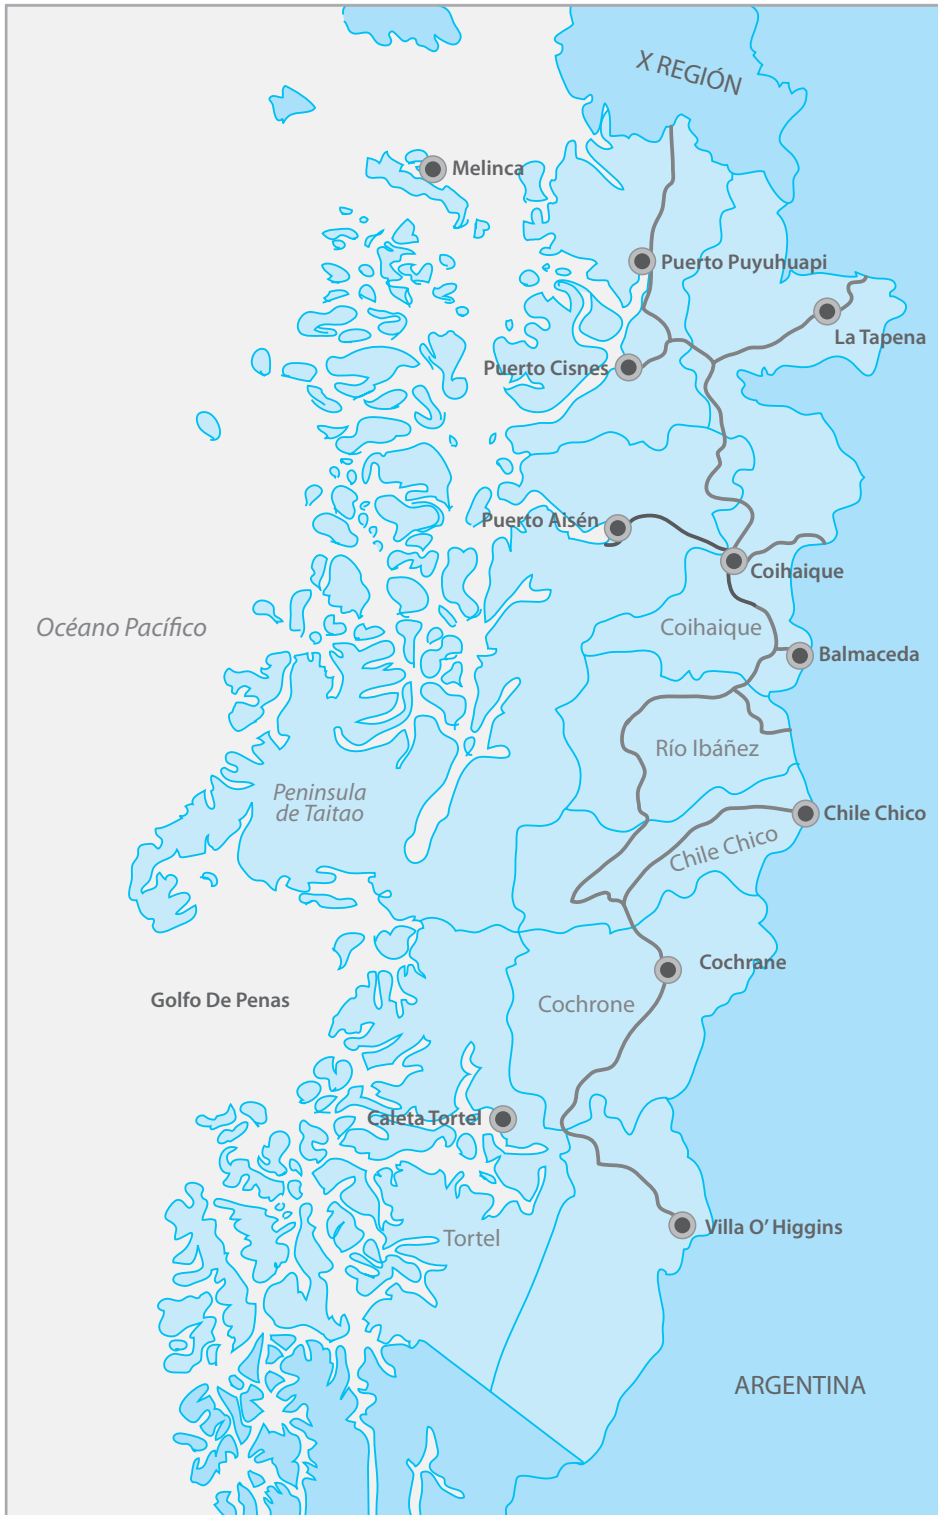 X REGIÓN
Melinca
Puerto Puyuhuapi
La Tapena
Puerto Cisnes
Puerto Aisén
Coihaique
Océano Pacífico
Coihaique
Balmaceda
Río Ibáñez
Peninsula
de Taitao
Chile Chico
Chile Chico
Cochrane
Golfo De Penas
Cochrone
Caleta Tortel
Tortel
Villa O’ Higgins
ARGENTINA